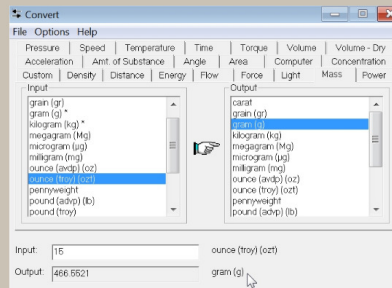 Convert
File Options Help
Pressure Speed Temperature Time Torque Volume Volume - Dry
Acceleration Amt. of Substance Angle Area Computer Concentration
Custom Density Distance Energy Flow Force Light Mass Power
Input
grain (gr)
gram (g) *
kilogram (kg) *
megagram (Mg)
microgram (µg)
milligram (mg)
ounce (avdp) (oz)
ounce (troy) (ozt)
pennyweight
pound (avdp) (lb)
pound (troy)
Output
carat
grain (gr)
gram (g)
kilogram (kg)
megagram (Mg)
microgram (µg)
milligram (mg)
ounce (avdp) (oz)
ounce (troy) (ozt)
pennyweight
pound (avdp) (lb)
Input: 15 ounce (troy) (ozt)
Output: 466.5521 gram (g)